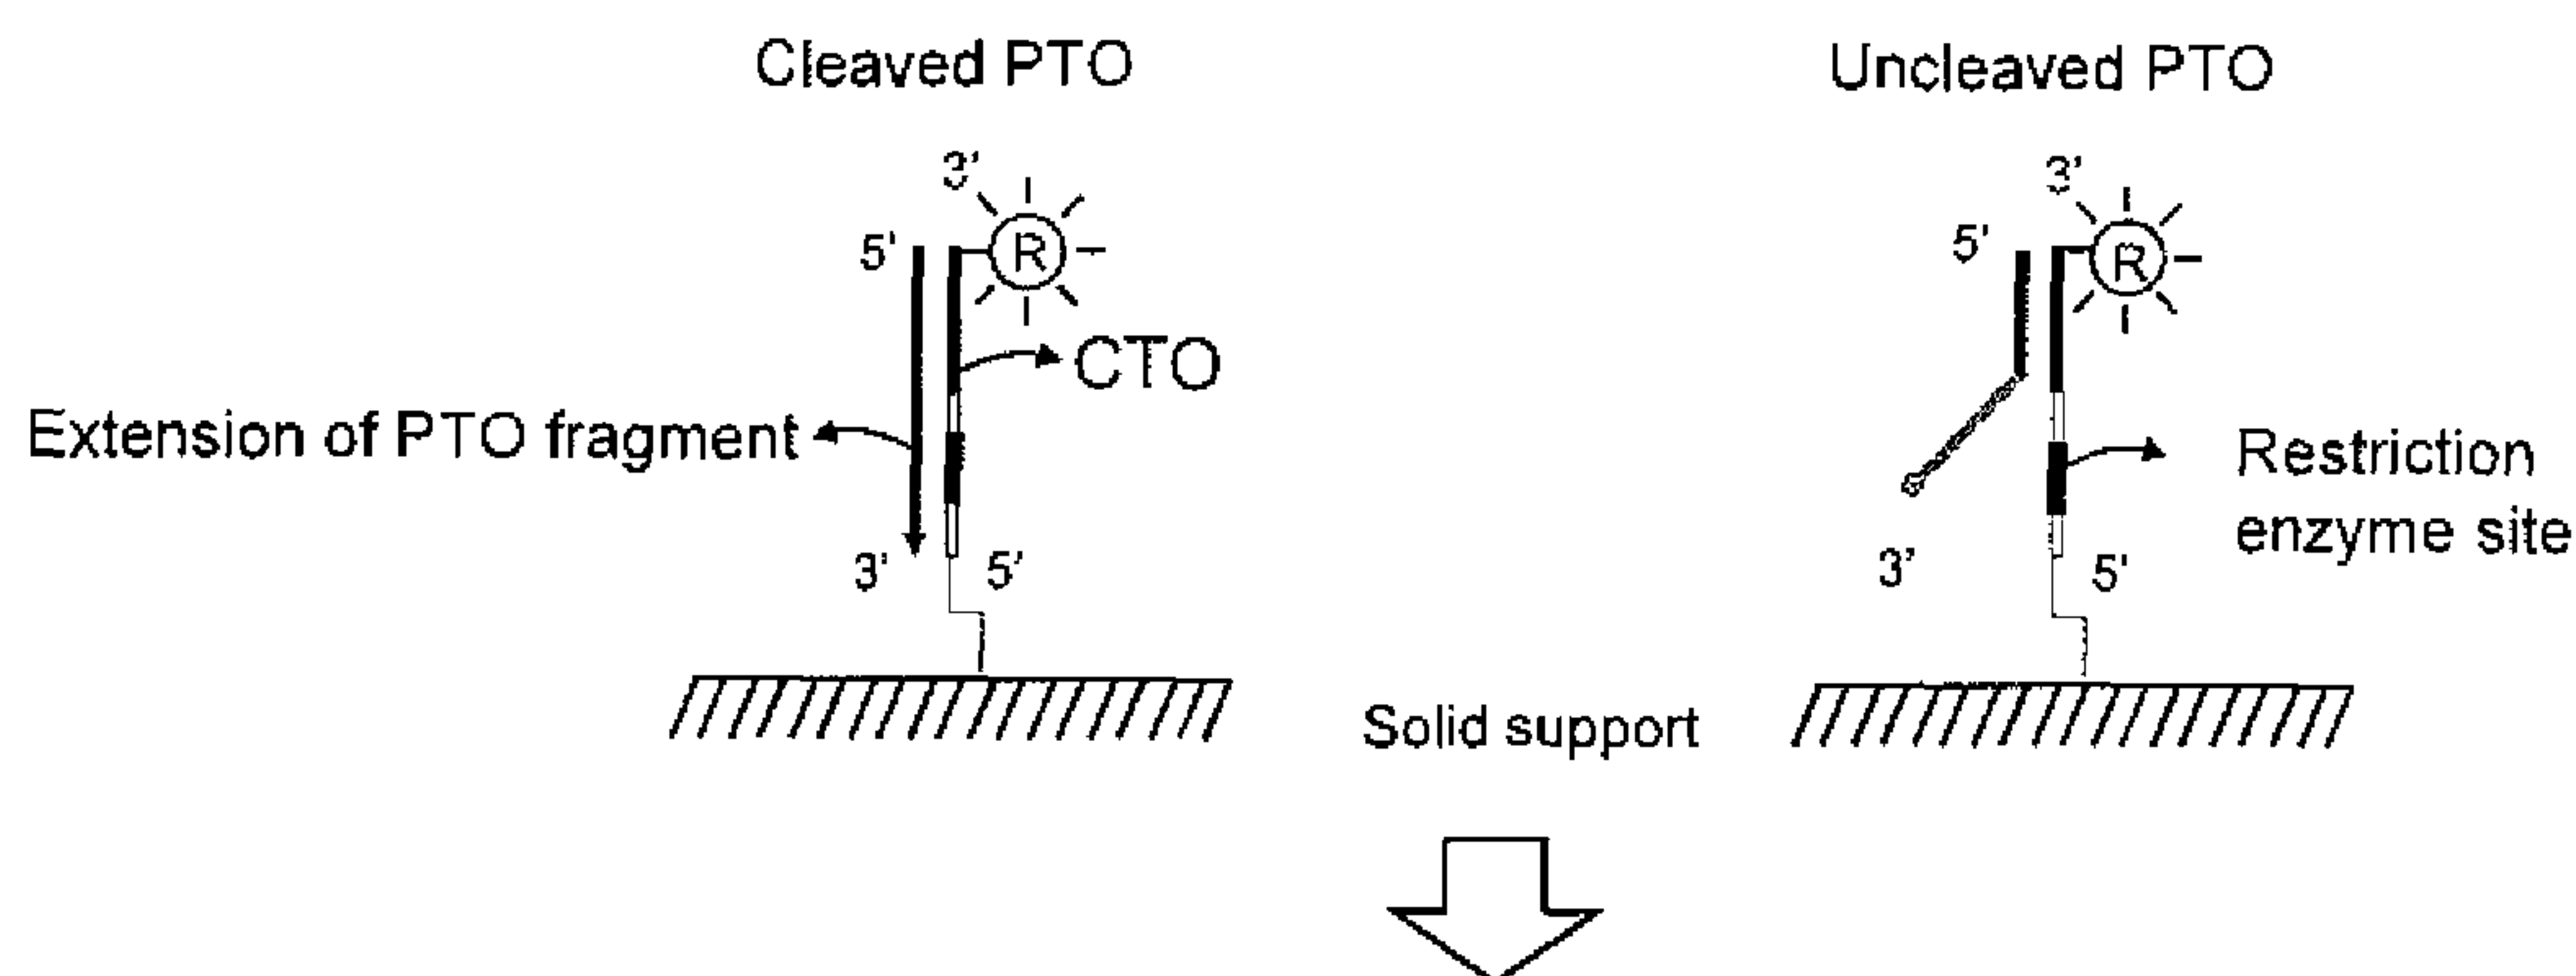 Cleaved PTO
Uncleaved PTO
3'
3'
5'
R
5'
R
CTO
Extension of PTO fragment
Restriction
enzyme site
3'
5'
3'
5'
Solid support